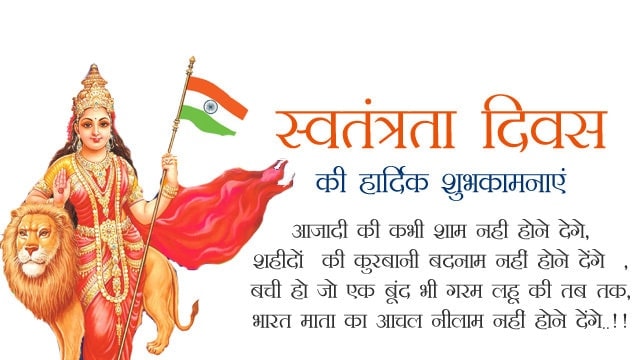 स्वतंत्रता दिवस
की हार्दिक शुभकामनाएं
आजादी की कभी शाम नही होने देगे,
शहीदों की कुरबानी बदनाम नहीं होने देंगे ,
बची हो जो एक बूंद भी गरम लहू की तब तक,
भारत माता का आचल नीलाम नहीं होने देंगे..!!